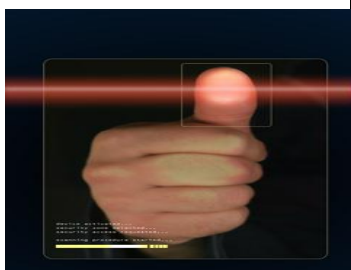 device activated...
security zone detected...
security access requested...
scanning procedure started...